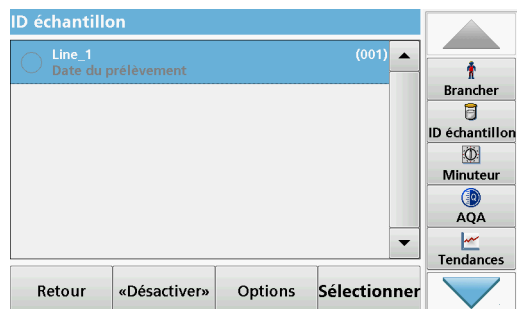 ID échantillon
Line_1 (001)
Date du prélèvement
Brancher
ID échantillon
Minuteur
AQA
Tendances
Retour «Désactiver» Options Sélectionner